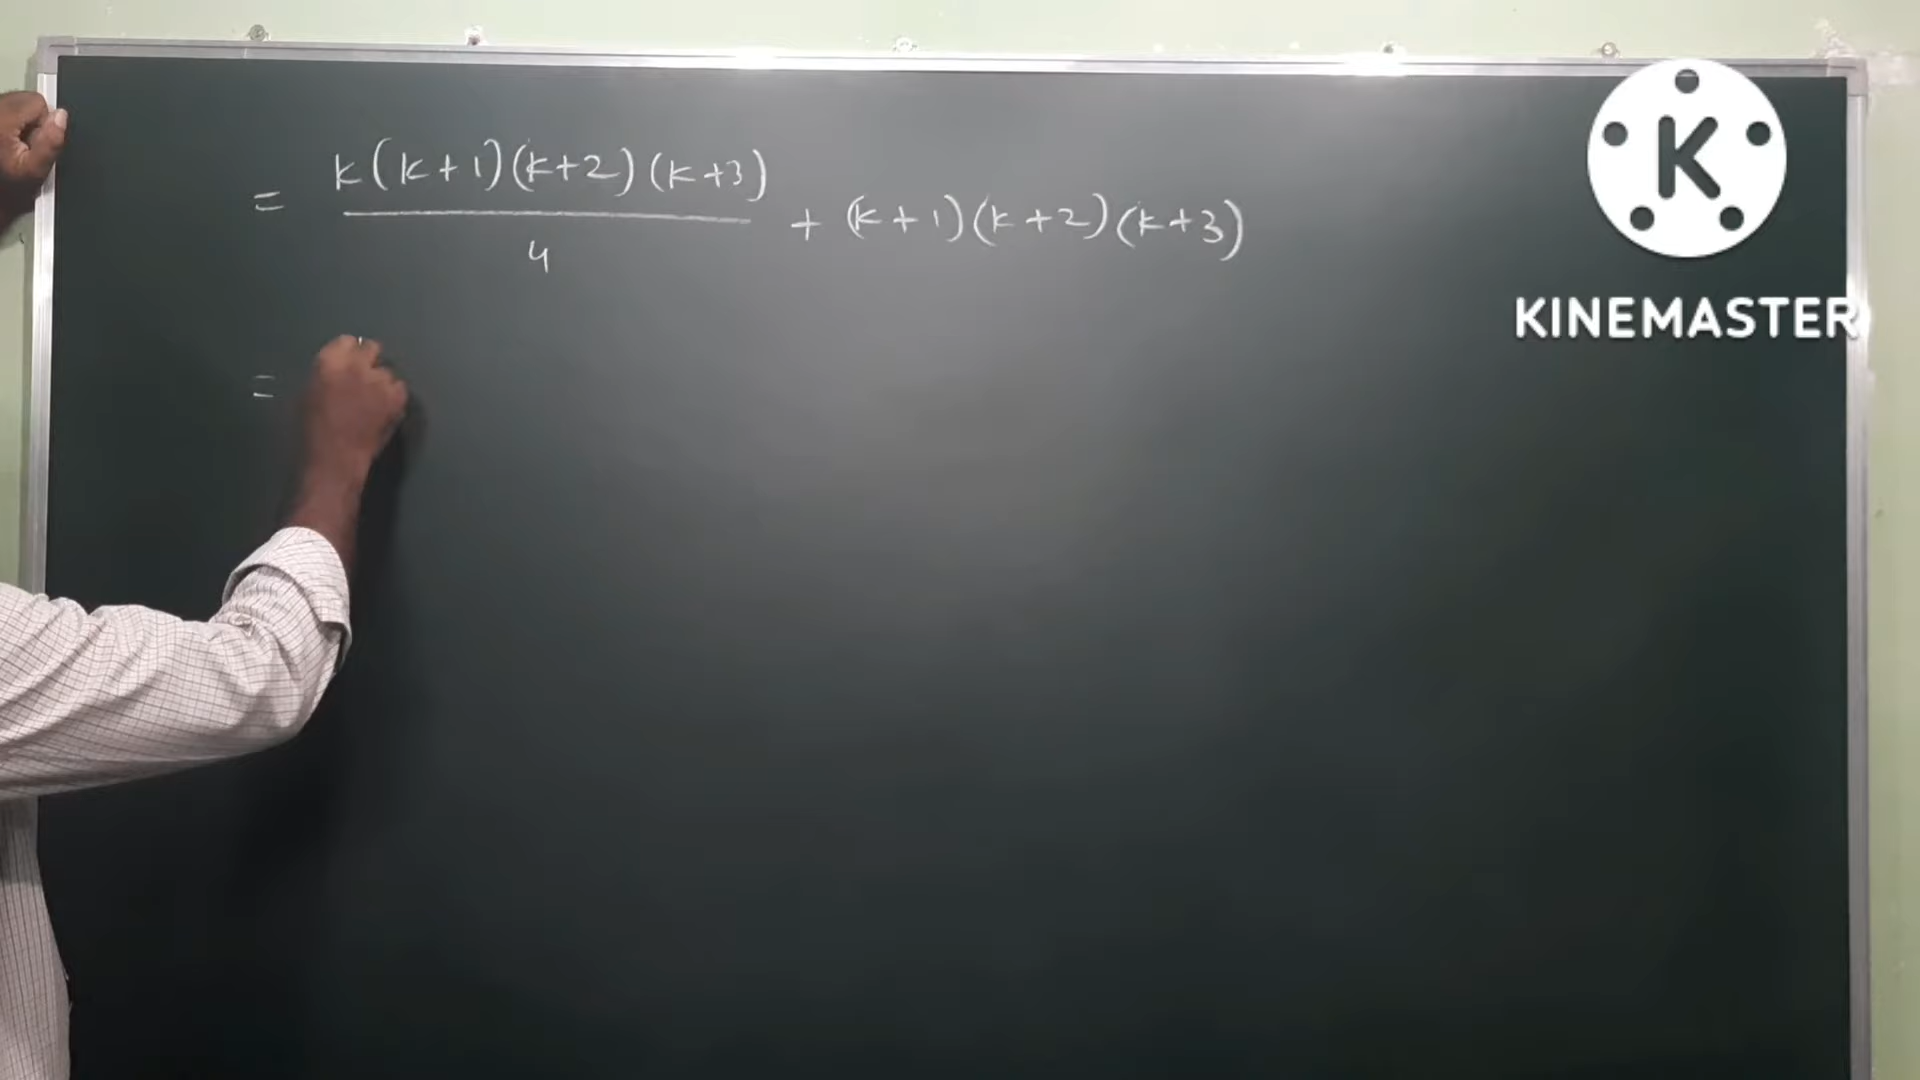 = k(k+1)(k+2)(k+3) / 4 + (k+1)(k+2)(k+3)
=
K
KINEMASTER